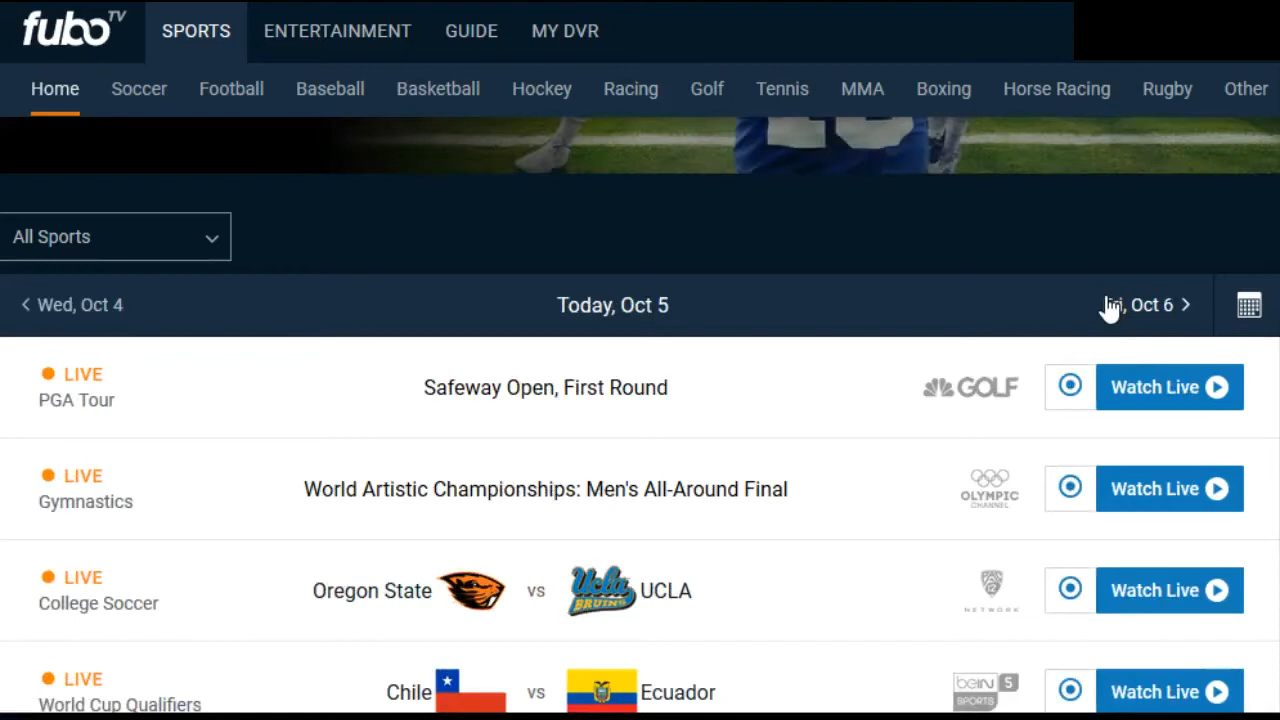 fuboTV SPORTS ENTERTAINMENT GUIDE MY DVR
Home Soccer Football Baseball Basketball Hockey Racing Golf Tennis MMA Boxing Horse Racing Rugby Other
All Sports
Wed, Oct 4 Today, Oct 5 , Oct 6
LIVE
PGA Tour
Safeway Open, First Round
GOLF
Watch Live
LIVE
Gymnastics
World Artistic Championships: Men's All-Around Final
OLYMPIC
CHANNEL
Watch Live
LIVE
College Soccer
Oregon State vs Ucla BRUINS UCLA
NETWORK
Watch Live
LIVE
World Cup Qualifiers
Chile vs Ecuador
beIN 5
SPORTS
Watch Live